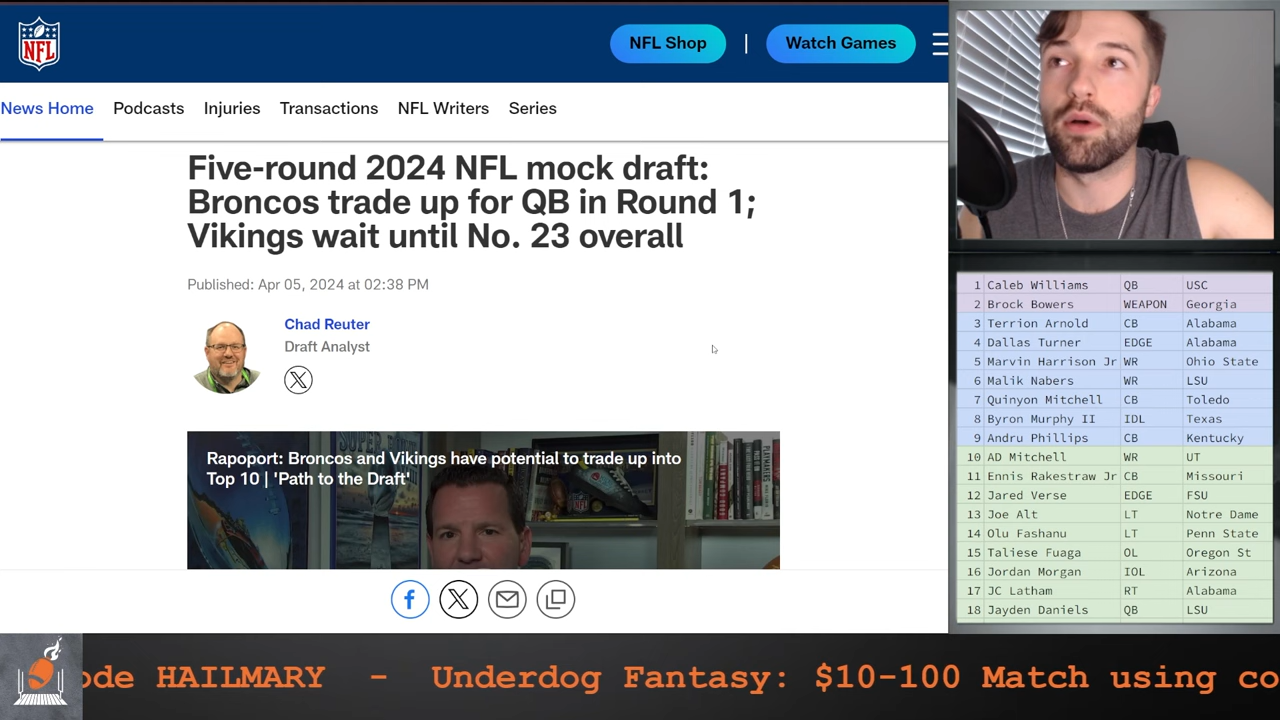 NFL
NFL Shop | Watch Games
News Home Podcasts Injuries Transactions NFL Writers Series
Five-round 2024 NFL mock draft:
Broncos trade up for QB in Round 1;
Vikings wait until No. 23 overall
Published: Apr 05, 2024 at 02:38 PM
Chad Reuter
Draft Analyst
Rapoport: Broncos and Vikings have potential to trade up into
Top 10 | 'Path to the Draft'
1 Caleb Williams QB USC
2 Brock Bowers WEAPON Georgia
3 Terrion Arnold CB Alabama
4 Dallas Turner EDGE Alabama
5 Marvin Harrison Jr WR Ohio State
6 Malik Nabers WR LSU
7 Quinyon Mitchell CB Toledo
8 Byron Murphy II IDL Texas
9 Andru Phillips CB Kentucky
10 AD Mitchell WR UT
11 Ennis Rakestraw Jr CB Missouri
12 Jared Verse EDGE FSU
13 Joe Alt LT Notre Dame
14 Olu Fashanu LT Penn State
15 Taliese Fuaga OL Oregon St
16 Jordan Morgan IOL Arizona
17 JC Latham RT Alabama
18 Jayden Daniels QB LSU
ode HAILMARY - Underdog Fantasy: $10-100 Match using co